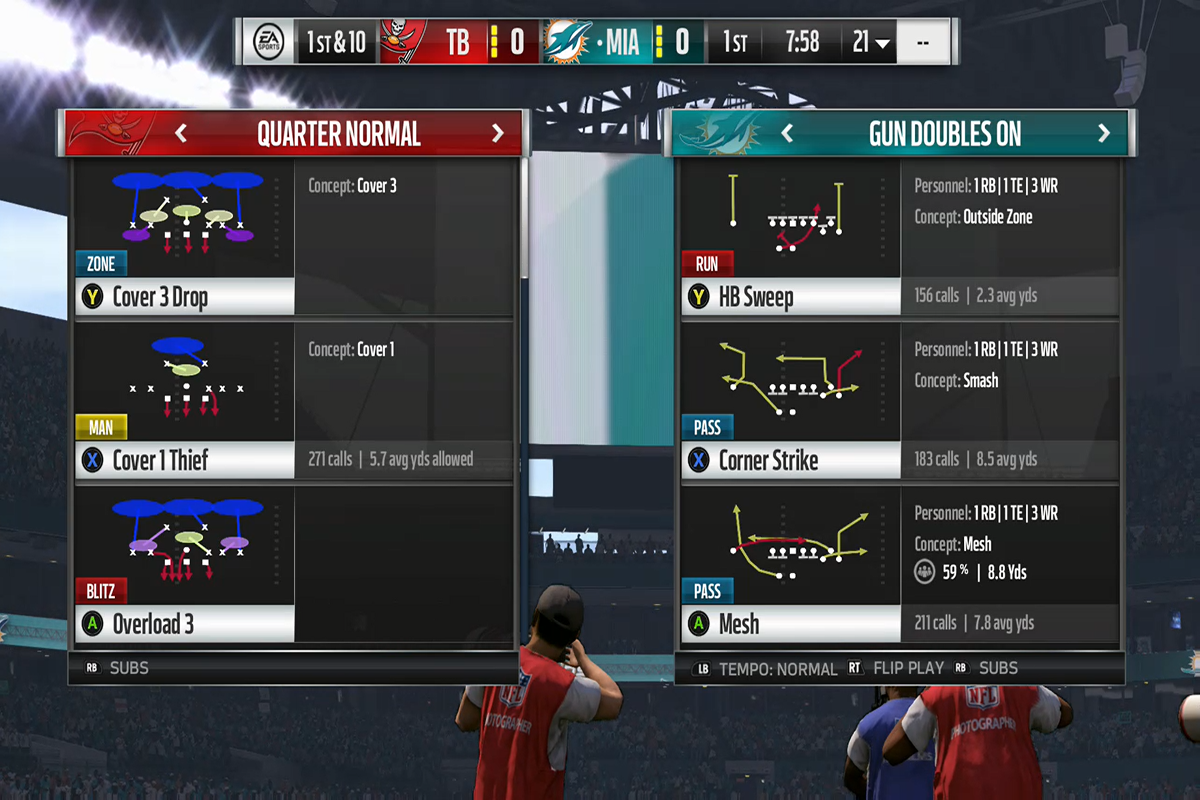 EA SPORTS 1ST & 10 TB 0 MIA 0 1ST 7:58 21 --
QUARTER NORMAL
Concept: Cover 3
ZONE
Y Cover 3 Drop
Concept: Cover 1
MAN
X Cover 1 Thief
271 calls | 5.7 avg yds allowed
BLITZ
A Overload 3
RB SUBS
GUN DOUBLES ON
Personnel: 1 RB | 1 TE | 3 WR
Concept: Outside Zone
RUN
Y HB Sweep
156 calls | 2.3 avg yds
Personnel: 1 RB | 1 TE | 3 WR
Concept: Smash
PASS
X Corner Strike
183 calls | 8.5 avg yds
Personnel: 1 RB | 1 TE | 3 WR
Concept: Mesh
59 % | 8.8 Yds
PASS
A Mesh
211 calls | 7.8 avg yds
LB TEMPO: NORMAL RT FLIP PLAY RB SUBS
NFL
PHOTOGRAPHER
NFL
PHOTOGRAPHER